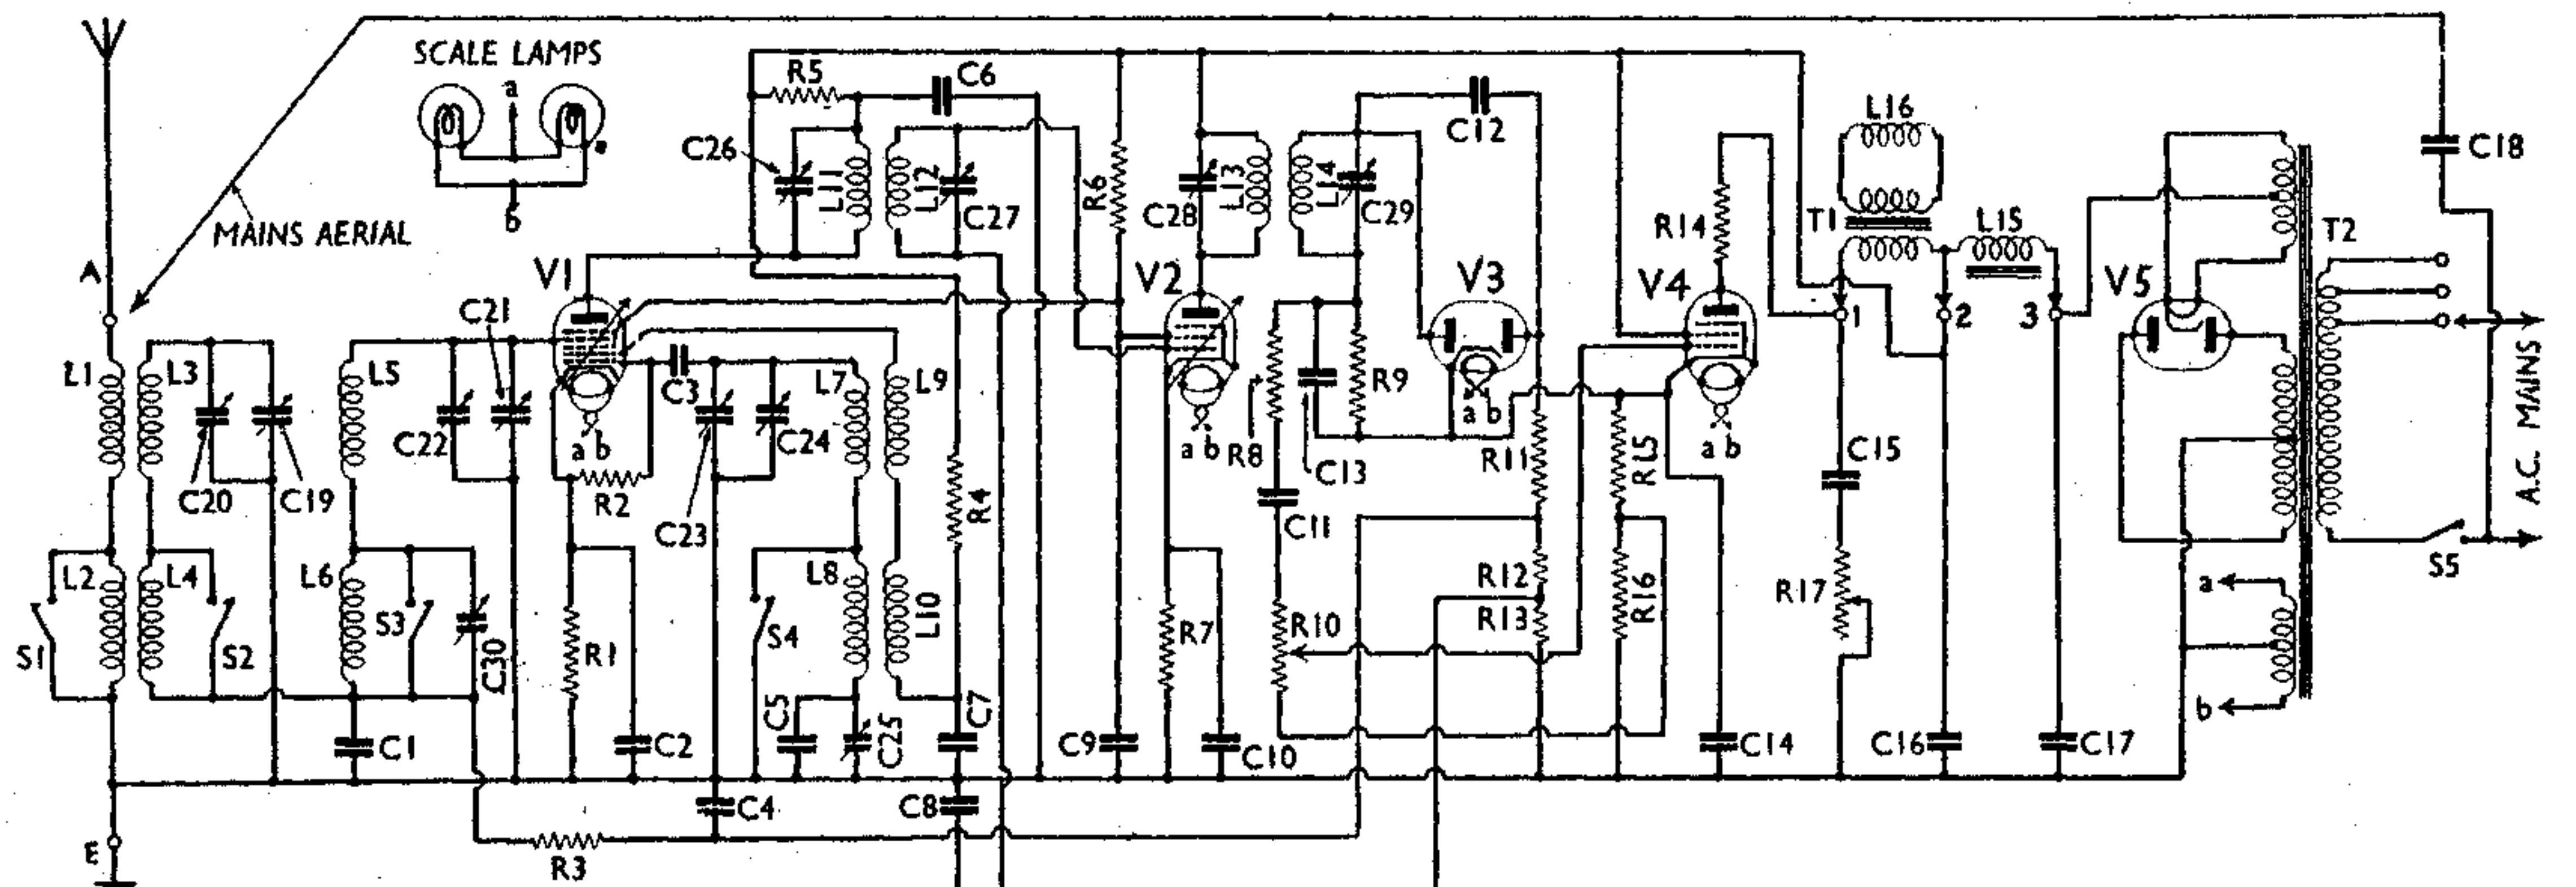 SCALE LAMPS
a
b
MAINS AERIAL
A
E
L1
L2
S1
L3
L4
S2
C20
C19
L5
L6
S3
C30
C1
C22
C21
V1
a b
R2
R1
C2
C3
C23
C24
C4
R3
S4
L7
L8
L9
L10
C5
C25
R4
C7
C8
R5
C6
C26
L11
L12
C27
R6
C9
V2
a b
R7
C10
C28
L13
L14
C29
C12
R8
C13
R9
C11
R10
V3
a b
R11
R12
R13
V4
a b
R14
R15
R16
C14
T1
L16
L15
1
2
3
C15
R17
C16
C17
V5
T2
C18
A.C. MAINS
S5
a
b